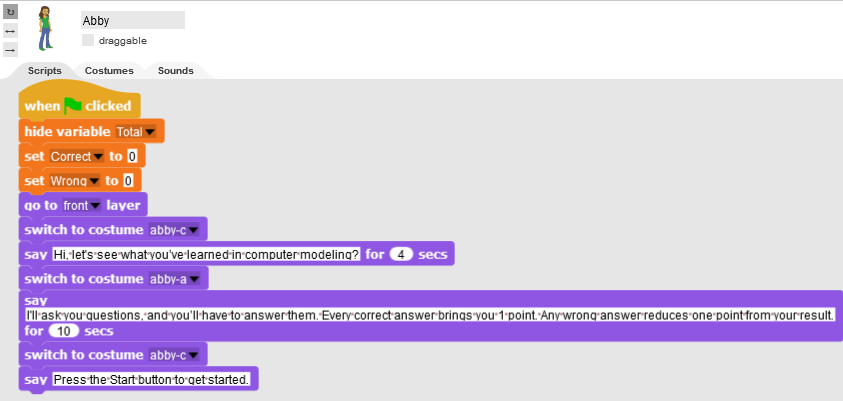 Abby
draggable
Scripts Costumes Sounds
when clicked
hide variable Total
set Correct to 0
set Wrong to 0
go to front layer
switch to costume abby-c
say Hi, let's see what you've learned in computer modeling? for 4 secs
switch to costume abby-a
say
I'll ask you questions, and you'll have to answer them. Every correct answer brings you 1 point. Any wrong answer reduces one point from your result.
for 10 secs
switch to costume abby-c
say Press the Start button to get started.